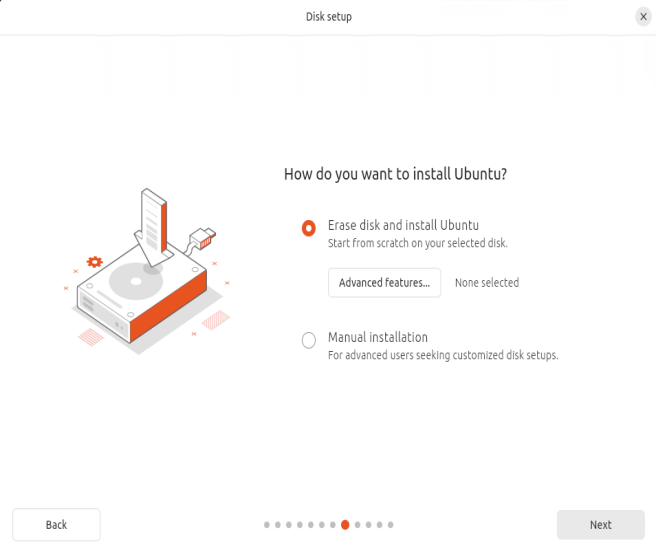 Disk setup
How do you want to install Ubuntu?
Erase disk and install Ubuntu
Start from scratch on your selected disk.
Advanced features... None selected
Manual installation
For advanced users seeking customized disk setups.
Back Next